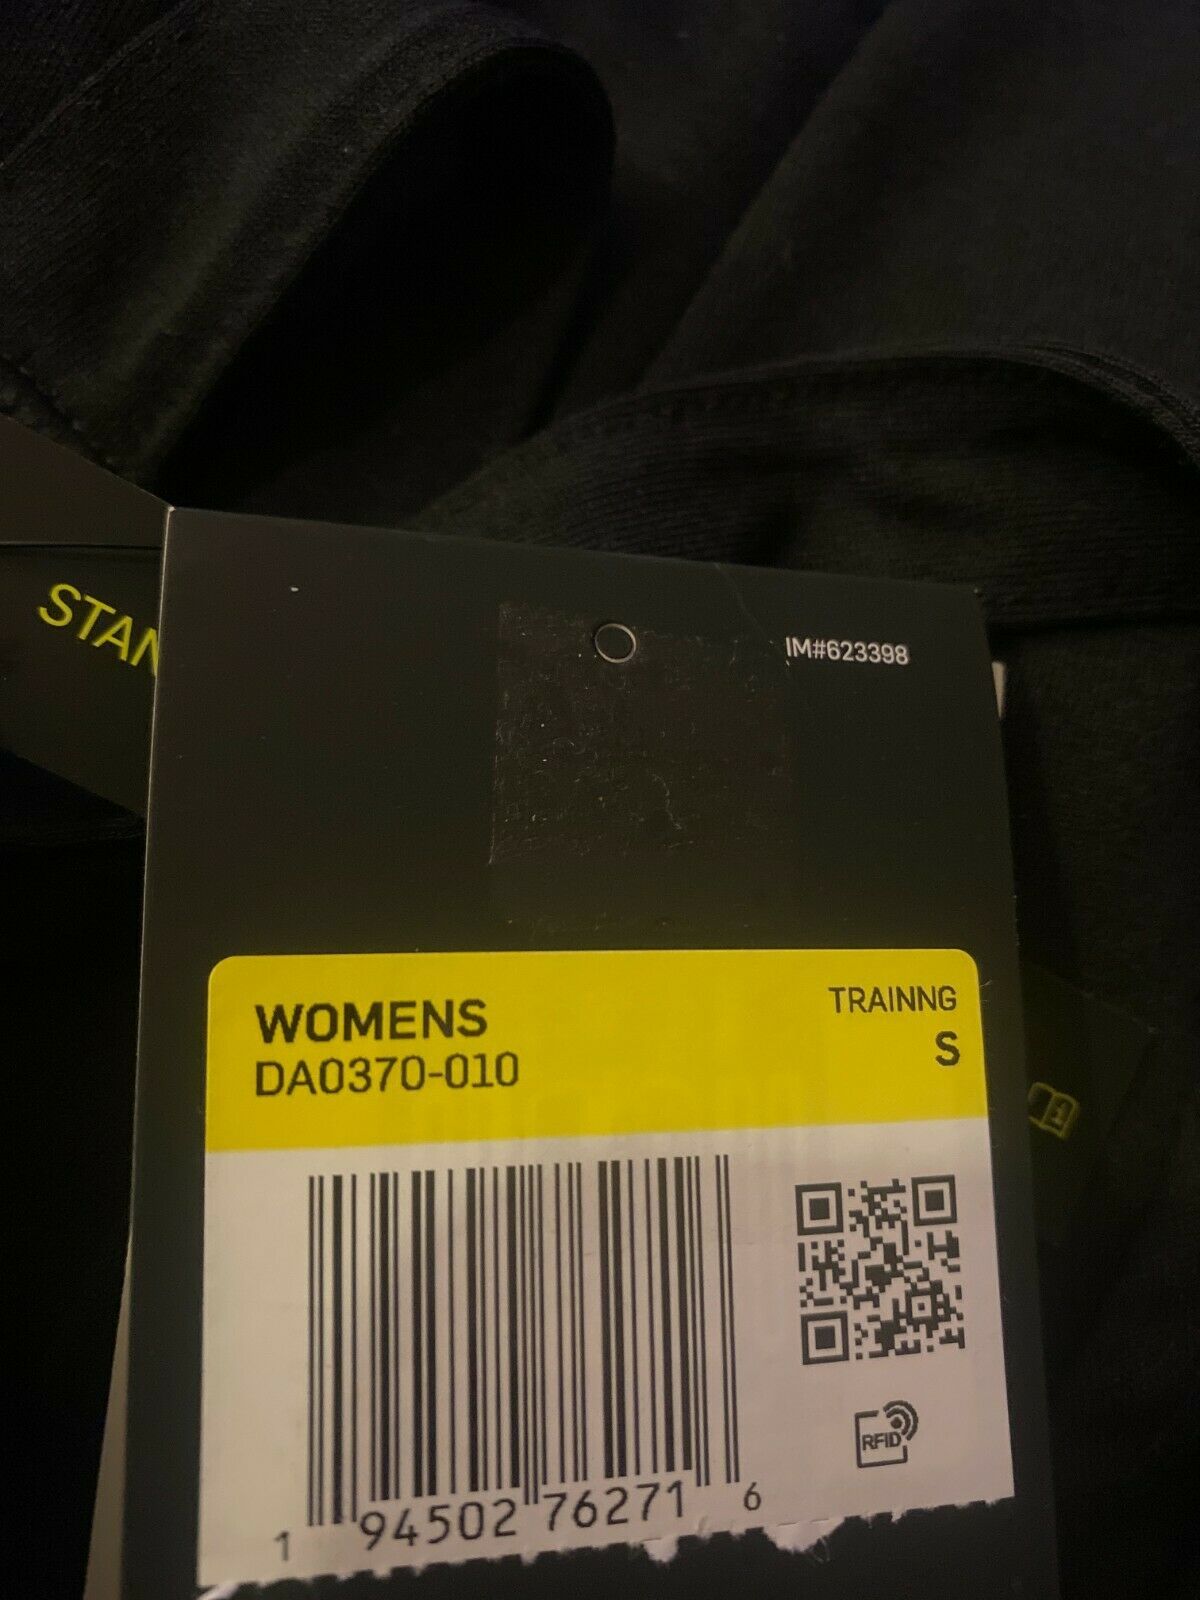 STAN
IM#623398
WOMENS
TRAINNG
DA0370-010
S
RFID
1 94502 76271 6